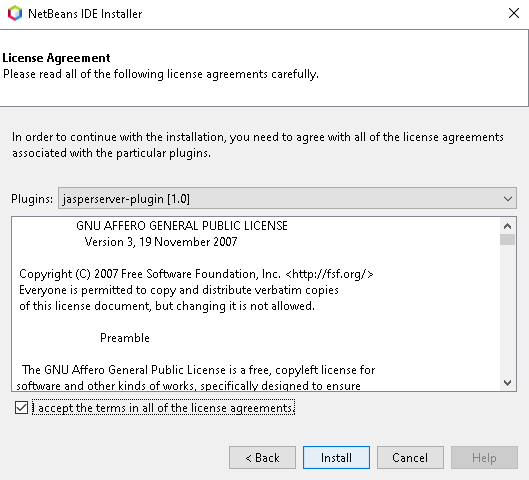 NetBeans IDE Installer
License Agreement
Please read all of the following license agreements carefully.
In order to continue with the installation, you need to agree with all of the license agreements
associated with the particular plugins.
Plugins: jasperserver-plugin [1.0]
GNU AFFERO GENERAL PUBLIC LICENSE
Version 3, 19 November 2007
Copyright (C) 2007 Free Software Foundation, Inc. <http://fsf.org/>
Everyone is permitted to copy and distribute verbatim copies
of this license document, but changing it is not allowed.
Preamble
The GNU Affero General Public License is a free, copyleft license for
software and other kinds of works, specifically designed to ensure
I accept the terms in all of the license agreements.
< Back Install Cancel Help